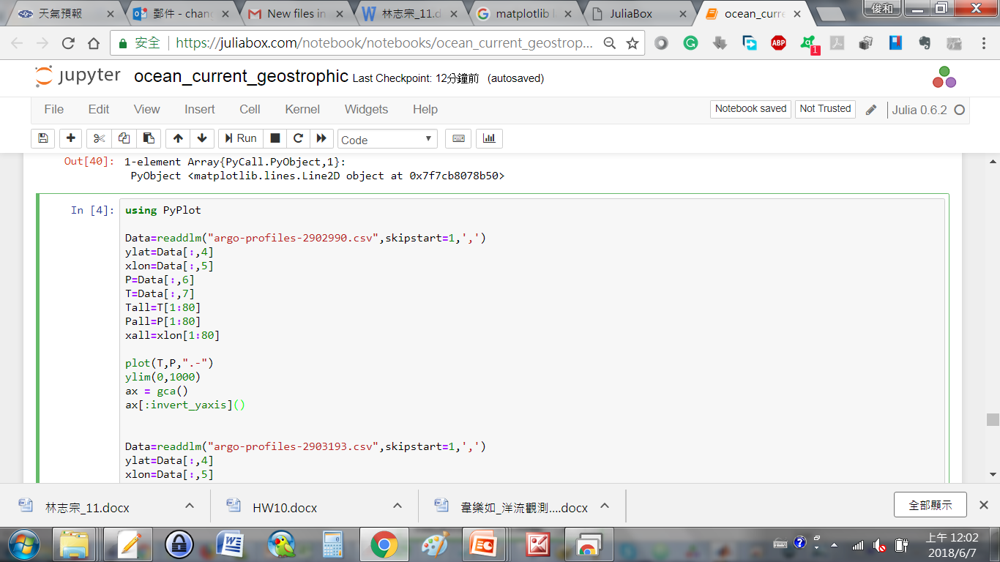 天氣預報
郵件 - chan
New files in
林志宗_11.d
matplotlib l
JuliaBox
ocean_curre
俊和
安全
https://juliabox.com/notebook/notebooks/ocean_current_geostrop...
ABP
1
jupyter ocean_current_geostrophic Last Checkpoint: 12分鐘前 (autosaved)
File Edit View Insert Cell Kernel Widgets Help
Notebook saved Not Trusted Julia 0.6.2
Run Code
Out[40]: 1-element Array{PyCall.PyObject,1}:
PyObject <matplotlib.lines.Line2D object at 0x7f7cb8078b50>
In [4]: using PyPlot
Data=readdlm("argo-profiles-2902990.csv",skipstart=1,',')
ylat=Data[:,4]
xlon=Data[:,5]
P=Data[:,6]
T=Data[:,7]
Tall=T[1:80]
Pall=P[1:80]
xall=xlon[1:80]
plot(T,P,".-")
ylim(0,1000)
ax = gca()
ax[:invert_yaxis]()
Data=readdlm("argo-profiles-2903193.csv",skipstart=1,',')
ylat=Data[:,4]
xlon=Data[:,5]
林志宗_11.docx
HW10.docx
韋樂如_洋流觀測....docx
全部顯示
上午 12:02
2018/6/7